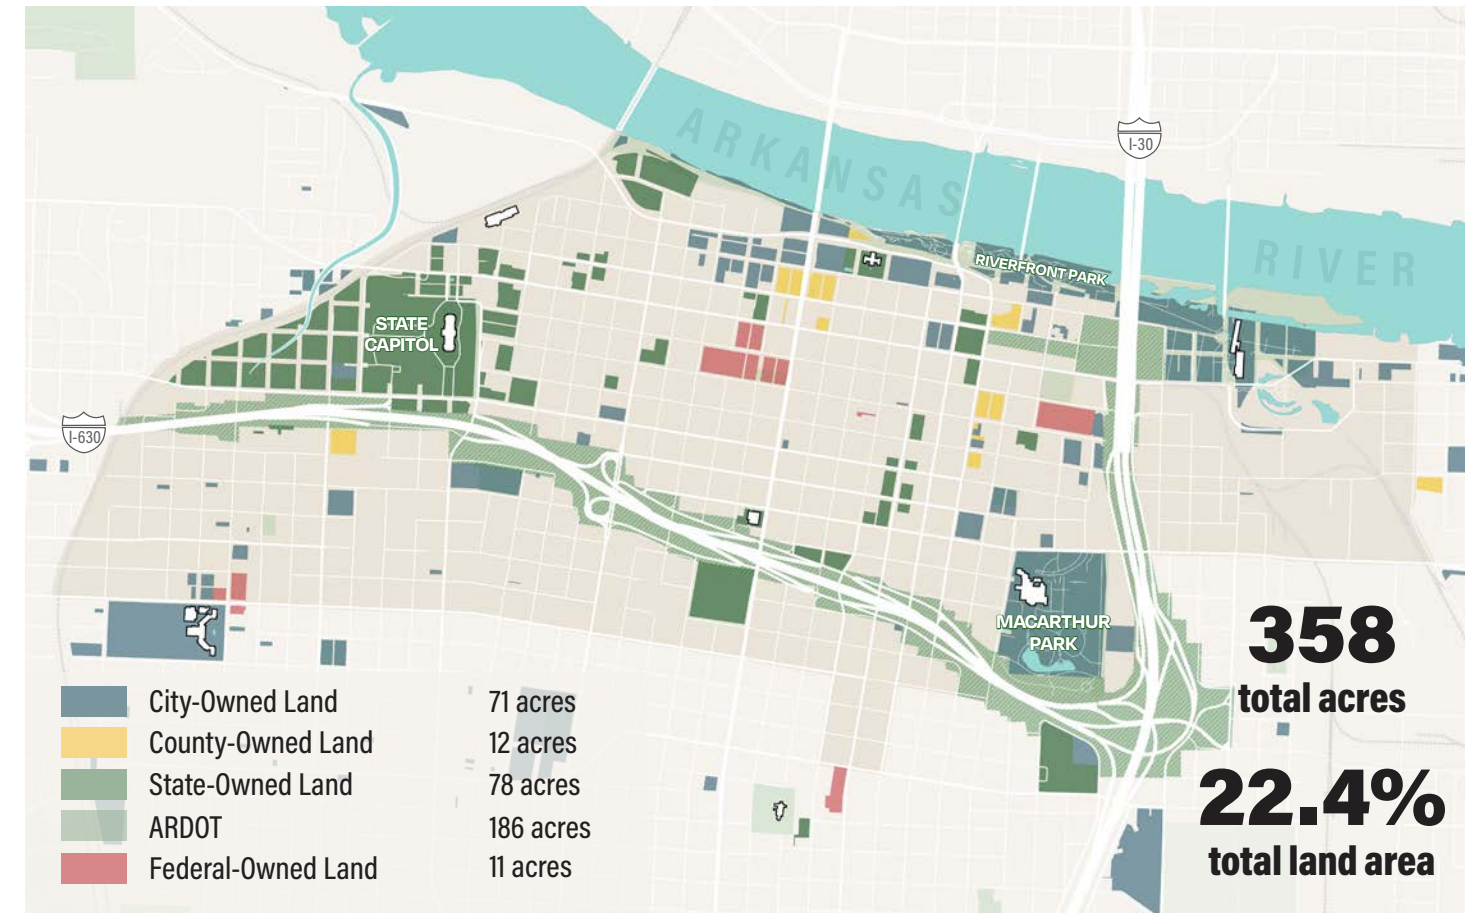 ARKANSAS
RIVER
I-30
RIVERFRONT PARK
STATE
CAPITOL
I-630
MACARTHUR
PARK
City-Owned Land 71 acres
County-Owned Land 12 acres
State-Owned Land 78 acres
ARDOT 186 acres
Federal-Owned Land 11 acres
358
total acres
22.4%
total land area